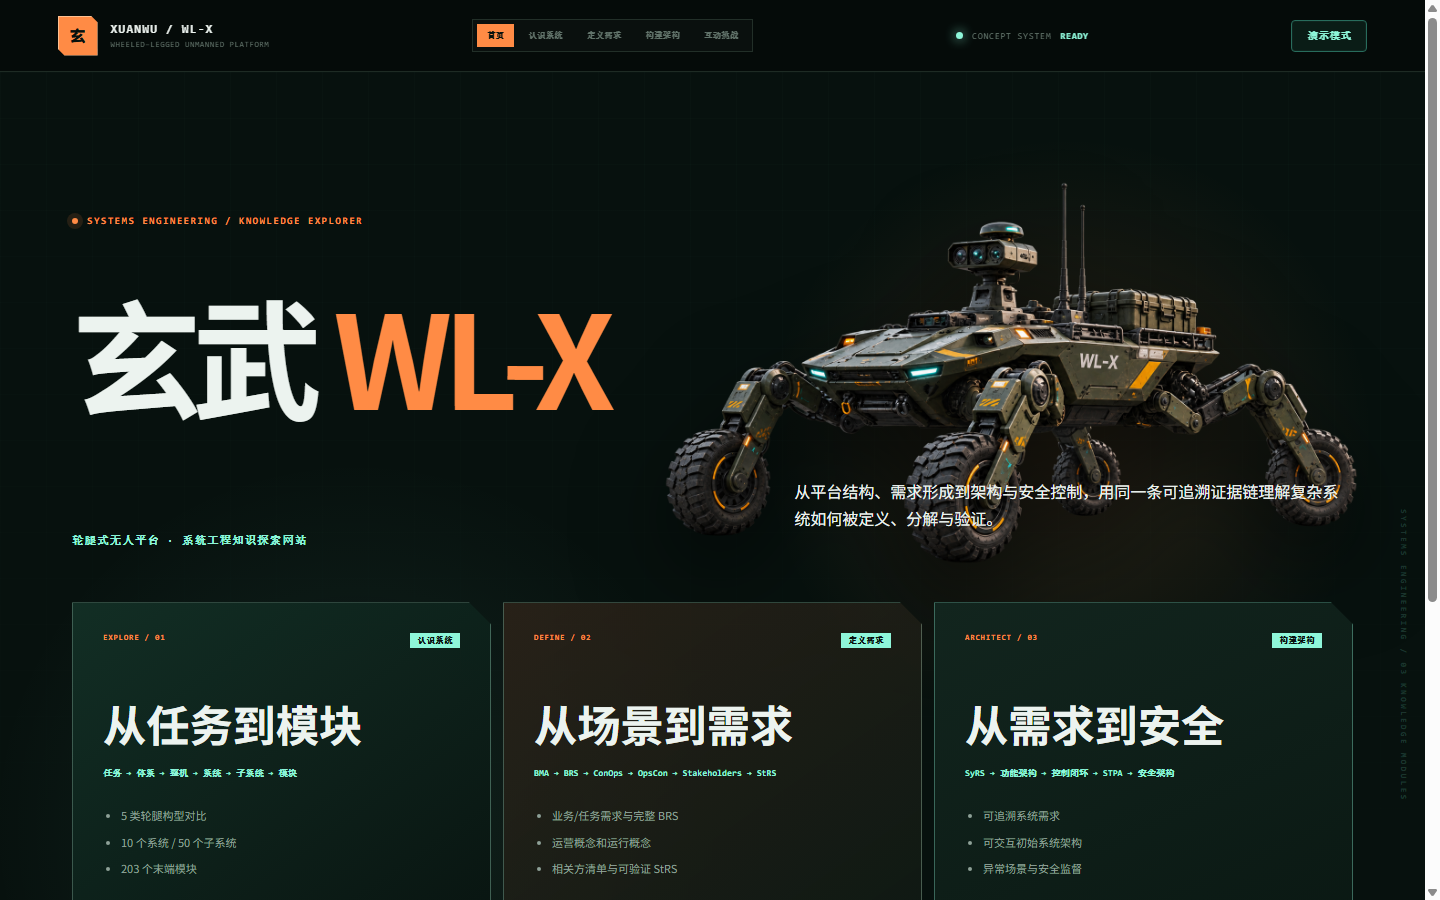 玄
XUANWU / WL-X
WHEELED-LEGGED UNMANNED PLATFORM
首页
认识系统
定义需求
构建架构
互动挑战
CONCEPT SYSTEM READY
演示模式
SYSTEMS ENGINEERING / KNOWLEDGE EXPLORER
玄武 WL-X
WL-X
从平台结构、需求形成到架构与安全控制，用同一条可追溯证据链理解复杂系
统如何被定义、分解与验证。
轮腿式无人平台 · 系统工程知识探索网站
SYSTEMS ENGINEERING / 03 KNOWLEDGE MODULES
EXPLORE / 01
认识系统
从任务到模块
任务 → 体系 → 整机 → 系统 → 子系统 → 模块
• 5 类轮腿构型对比
• 10 个系统 / 50 个子系统
• 203 个末端模块
DEFINE / 02
定义需求
从场景到需求
BMA → BRS → ConOps → OpsCon → Stakeholders → StRS
• 业务/任务需求与完整 BRS
• 运营概念和运行概念
• 相关方清单与可验证 StRS
ARCHITECT / 03
构建架构
从需求到安全
SyRS → 功能架构 → 控制闭环 → STPA → 安全架构
• 可追溯系统需求
• 可交互初始系统架构
• 异常场景与安全监督